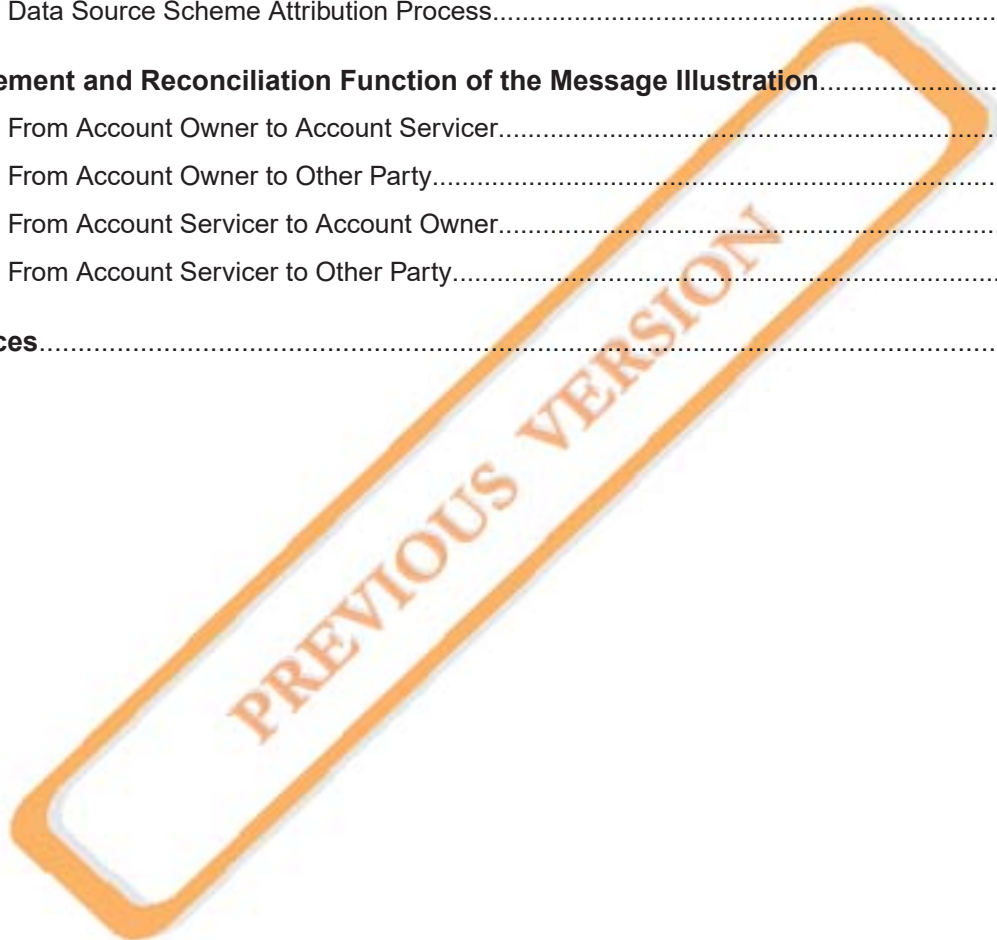 Data Source Scheme Attribution Process
ement and Reconciliation Function of the Message Illustration
From Account Owner to Account Servicer
From Account Owner to Other Party
From Account Servicer to Account Owner
From Account Servicer to Other Party
ces
PREVIOUS VERSION